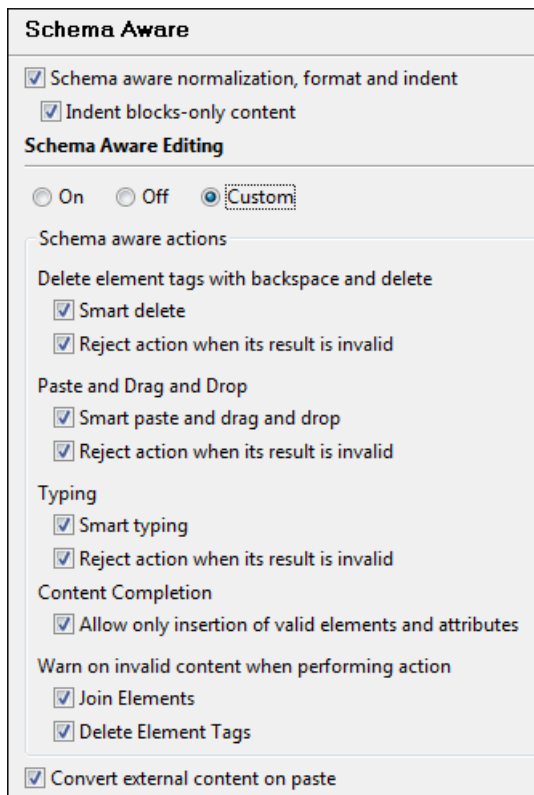 Schema Aware
Schema aware normalization, format and indent
Indent blocks-only content
Schema Aware Editing
On Off Custom
Schema aware actions
Delete element tags with backspace and delete
Smart delete
Reject action when its result is invalid
Paste and Drag and Drop
Smart paste and drag and drop
Reject action when its result is invalid
Typing
Smart typing
Reject action when its result is invalid
Content Completion
Allow only insertion of valid elements and attributes
Warn on invalid content when performing action
Join Elements
Delete Element Tags
Convert external content on paste